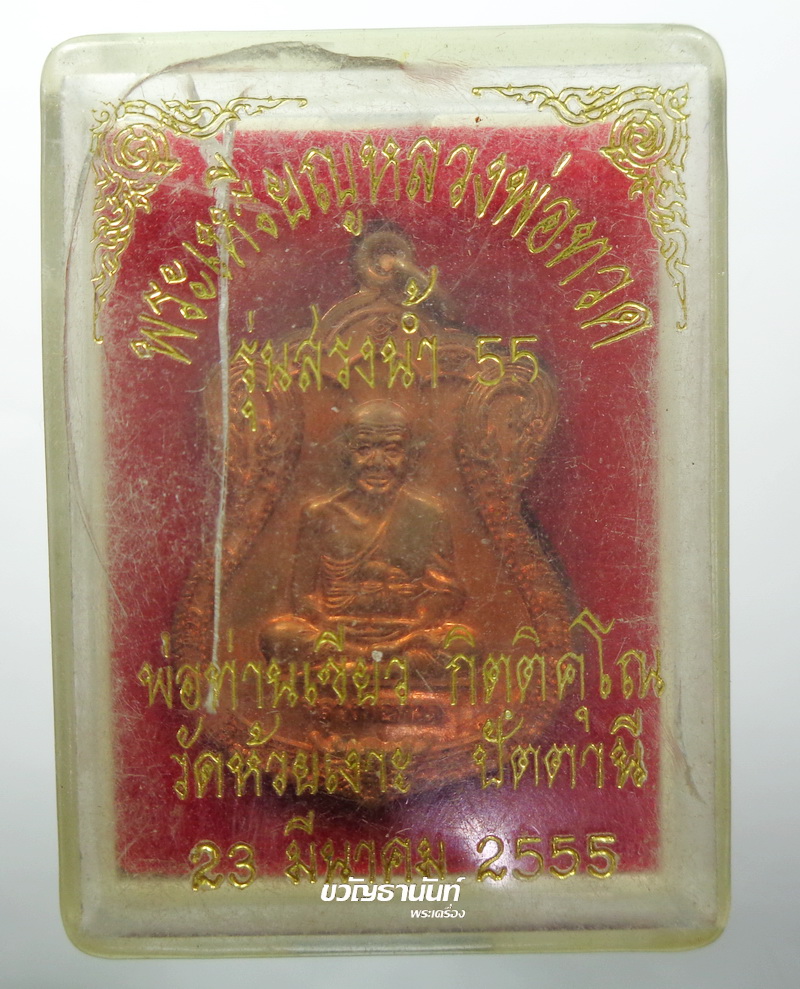 พระเหรียญหลวงพ่อทวด
รุ่นสรงน้ำ 55
พ่อท่านเขียว กิตติคุโณ
วัดห้วยเงาะ ปัตตานี
23 มีนาคม 2555
ขวัญธานันท์
พระเครื่อง